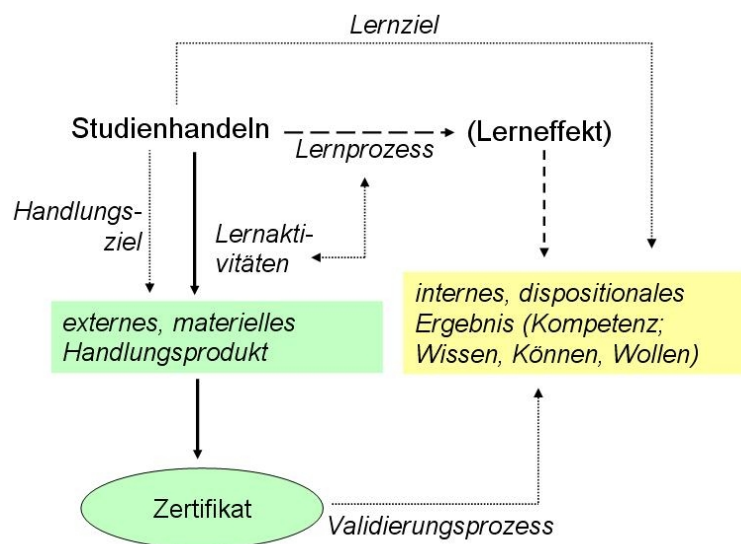 Lernziel
Studienhandeln
(Lerneffekt)
Lernprozess
Handlungs-
ziel
Lernakti-
vitäten
externes, materielles
Handlungsprodukt
internes, dispositionales
Ergebnis (Kompetenz;
Wissen, Können, Wollen)
Zertifikat
Validierungsprozess